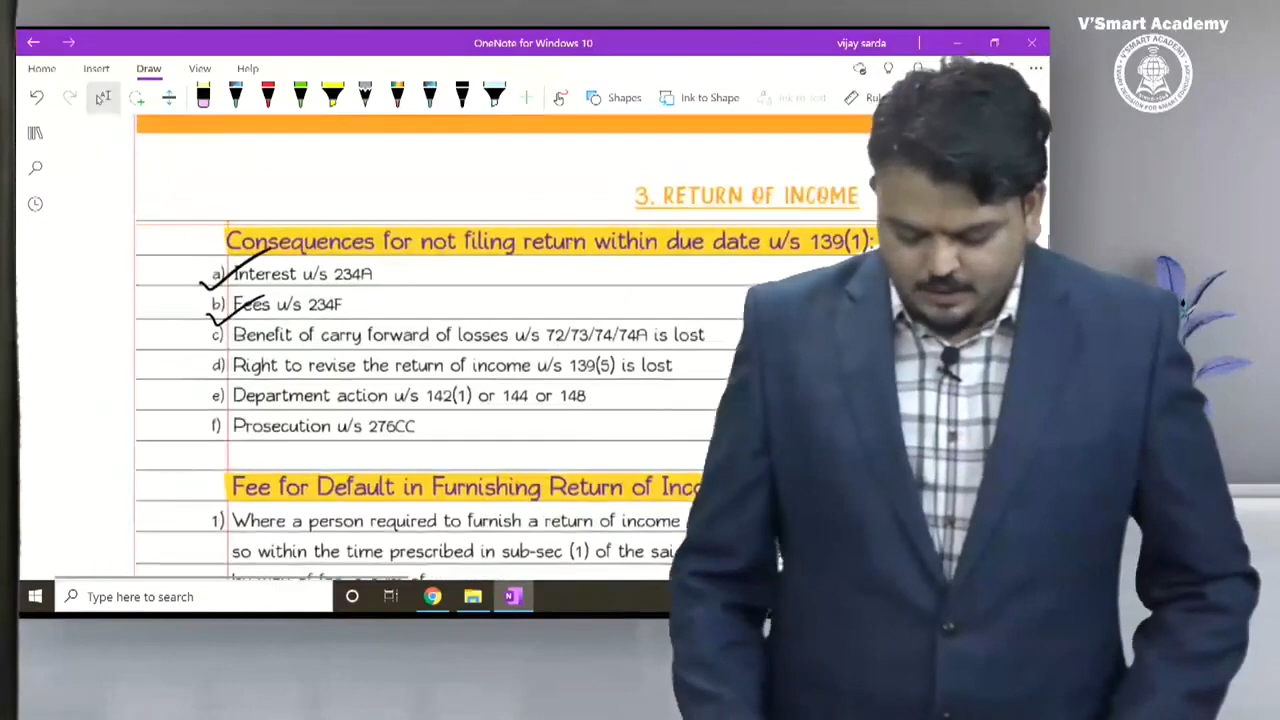 V'Smart Academy
OneNote for Windows 10
vijay sarda
Home Insert Draw View Help
Shapes Ink to Shape Ink to Text
3. RETURN OF INCOME
Consequences for not filing return within due date u/s 139(1):
a) Interest u/s 234A
b) Fees u/s 234F
c) Benefit of carry forward of losses u/s 72/73/74/74A is lost
d) Right to revise the return of income u/s 139(5) is lost
e) Department action u/s 142(1) or 144 or 148
f) Prosecution u/s 276CC
Fee for Default in Furnishing Return of
1) Where a person required to furnish a return of income
so within the time prescribed in sub-sec (1) of the
Type here to search